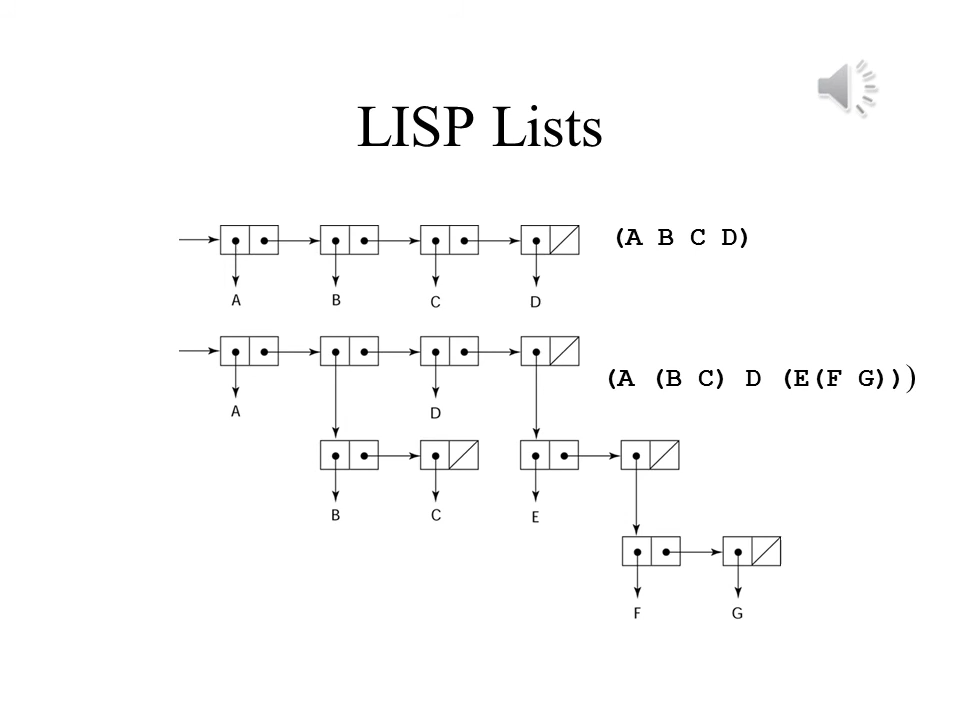 LISP Lists
(A B C D)
A B C D
(A (B C) D (E(F G)))
A D
B C E
F G